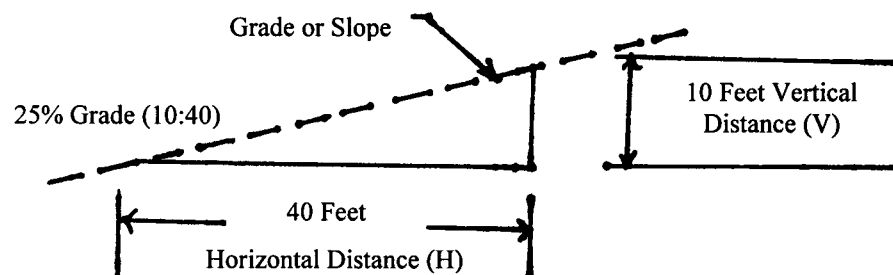 Grade or Slope
25% Grade (10:40)
10 Feet Vertical
Distance (V)
40 Feet
Horizontal Distance (H)